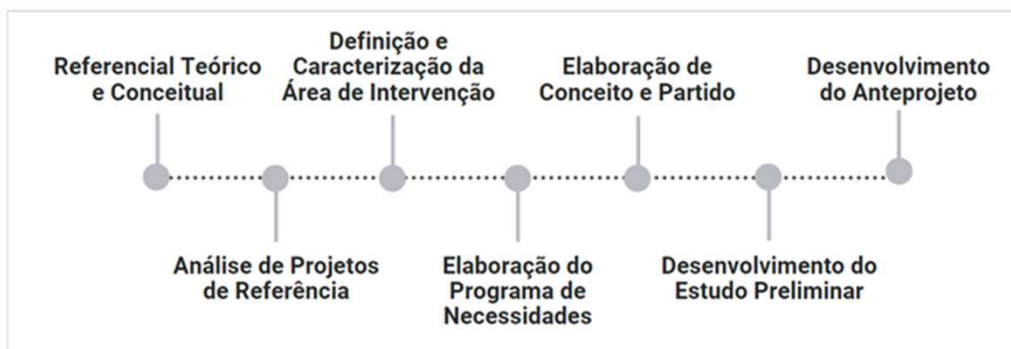 Referencial Teórico
e Conceitual
Análise de Projetos
de Referência
Definição e
Caracterização da
Área de Intervenção
Elaboração do
Programa de
Necessidades
Elaboração de
Conceito e Partido
Desenvolvimento do
Estudo Preliminar
Desenvolvimento
do Anteprojeto